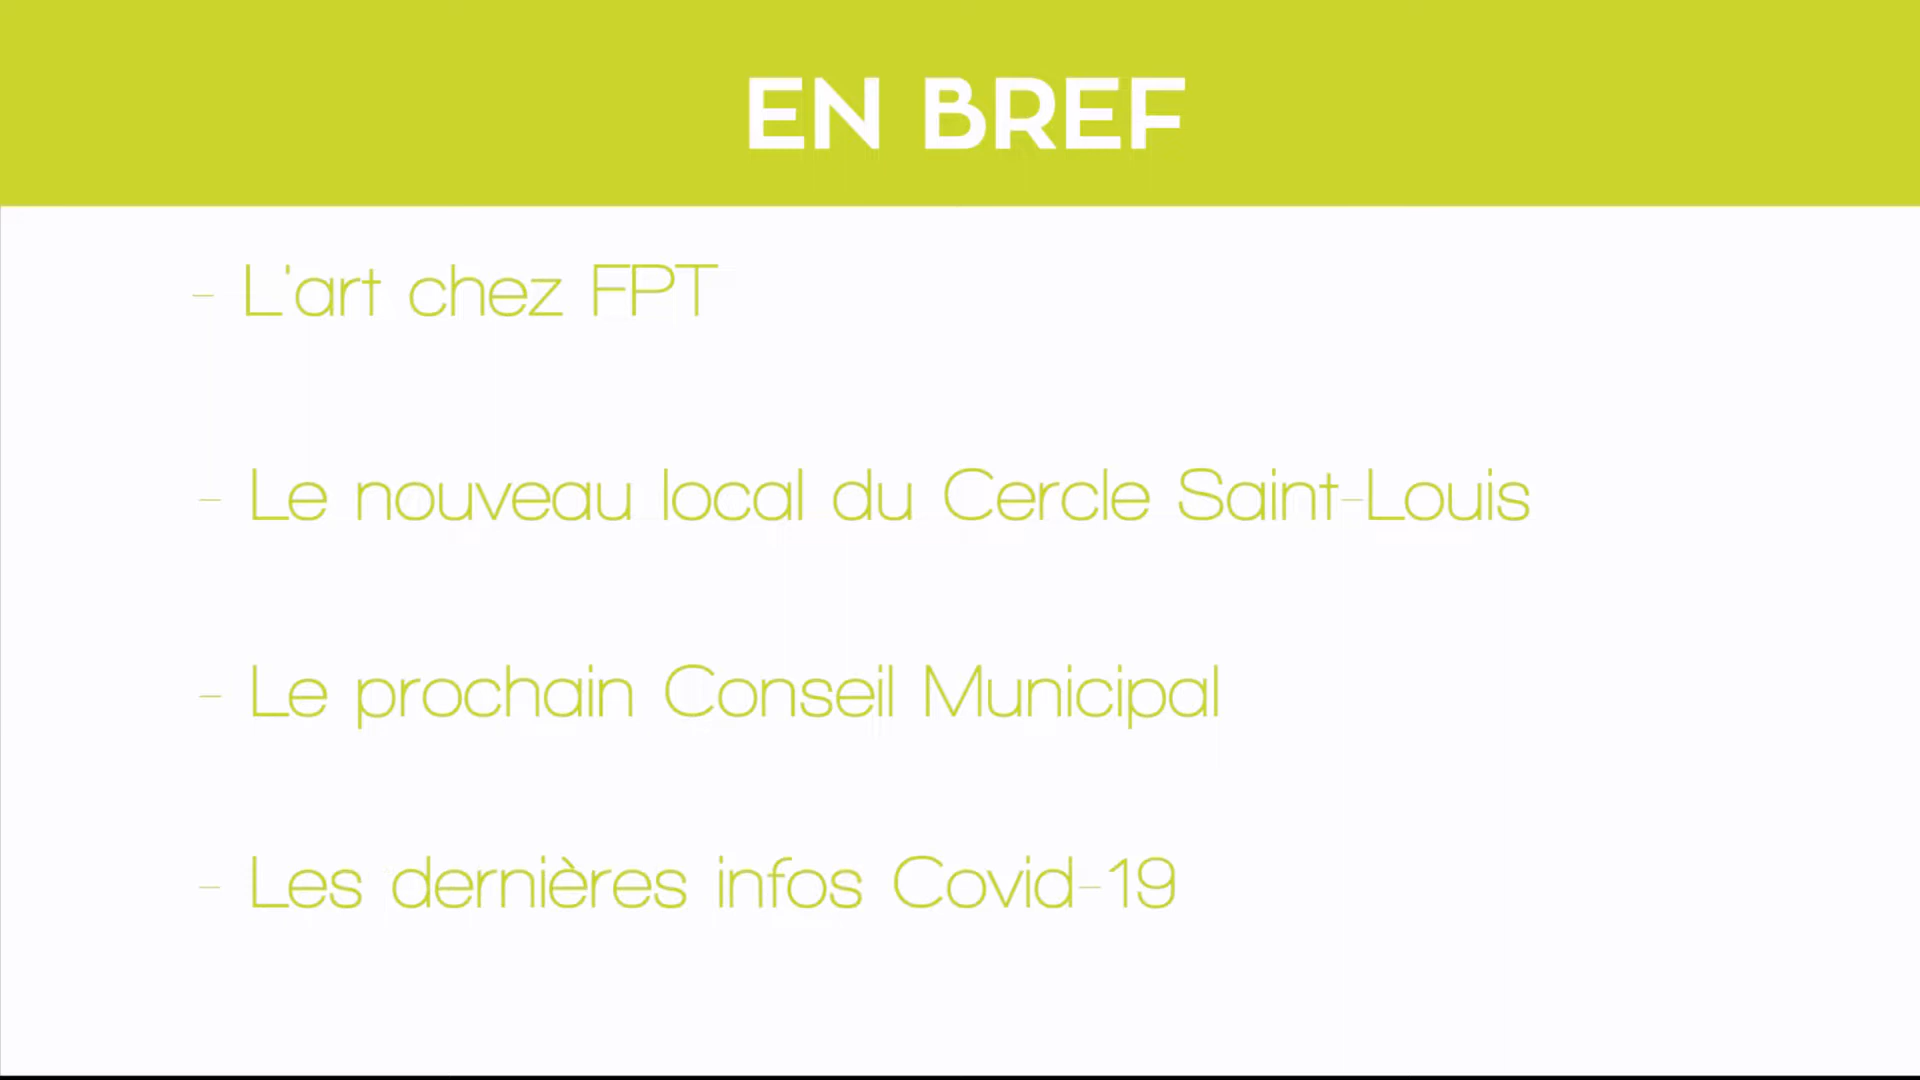 EN BREF
- L'art chez FPT
- Le nouveau local du Cercle Saint-Louis
- Le prochain Conseil Municipal
- Les dernières infos Covid-19